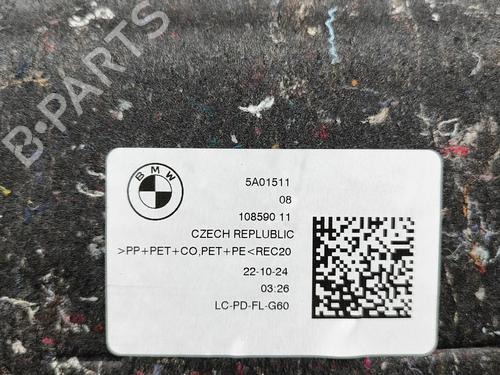 B-PARTS
BMW
5A01511
08
108590 11
CZECH REPLUBLIC
>PP+PET+CO,PET+PE<REC20
22-10-24
03:26
LC-PD-FL-G60